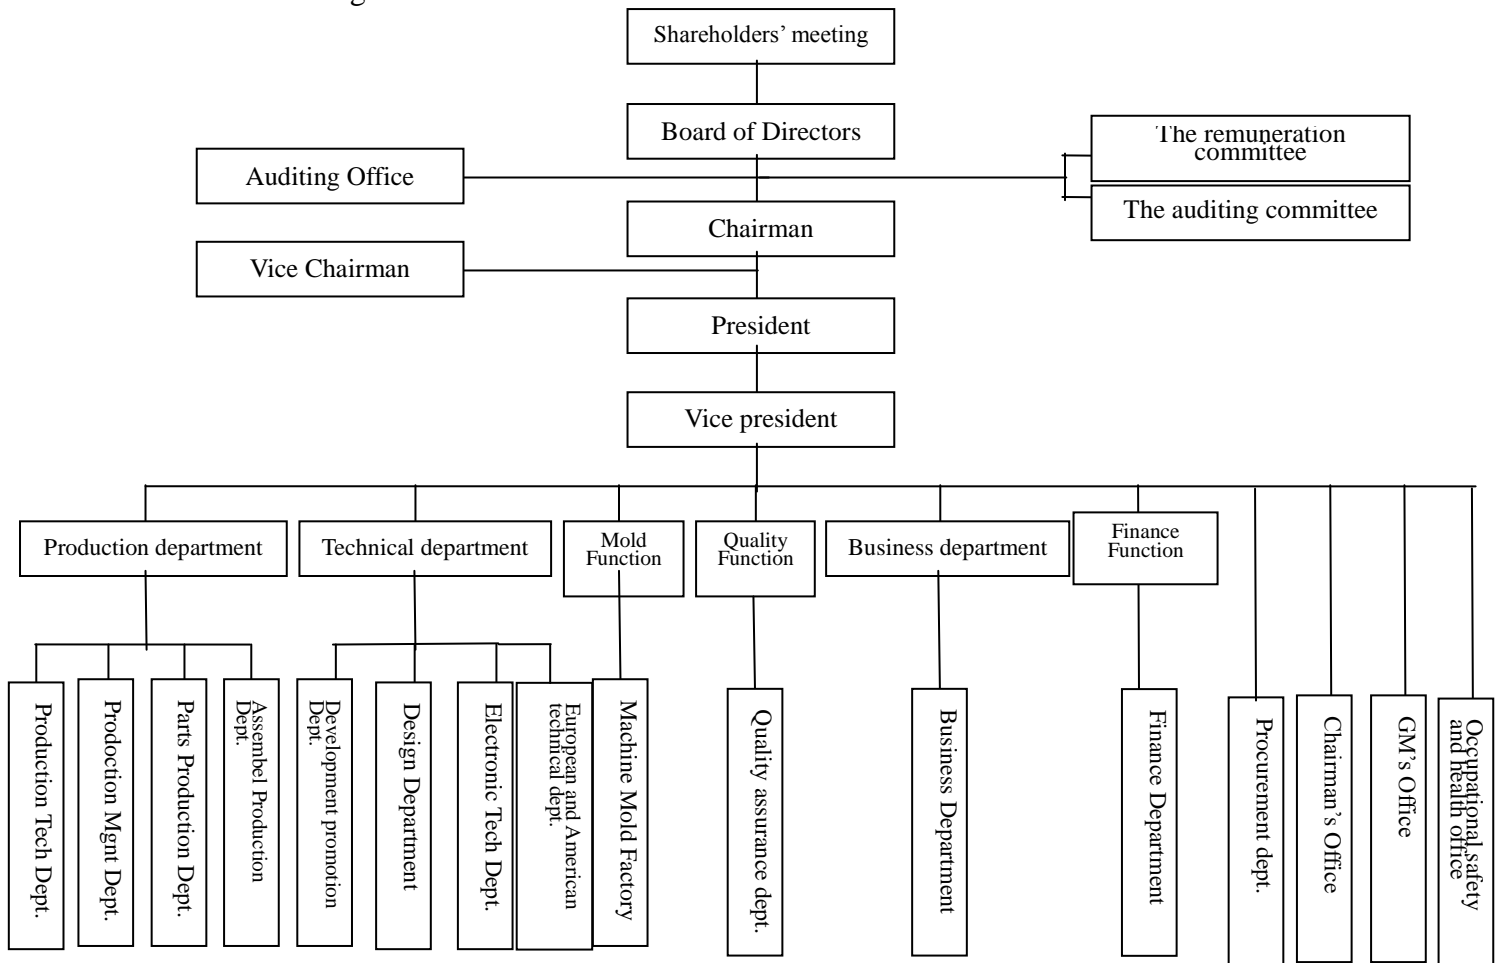 g
Shareholders’ meeting
Board of Directors
The remuneration
committee
Auditing Office
The auditing committee
Chairman
Vice Chairman
President
Vice president
Production department
Technical department
Mold
Function
Quality
Function
Business department
Finance
Function
Production Tech Dept.
Prodoction Mgnt Dept.
Parts Production Dept.
Assembel Production
Dept.
Development promotion
Dept.
Design Department
Electronic Tech Dept.
European and American
technical dept.
Machine Mold Factory
Quality assurance dept.
Business Department
Finance Department
Procurement dept.
Chairman’s Office
GM’s Office
Occupational safety
and health office